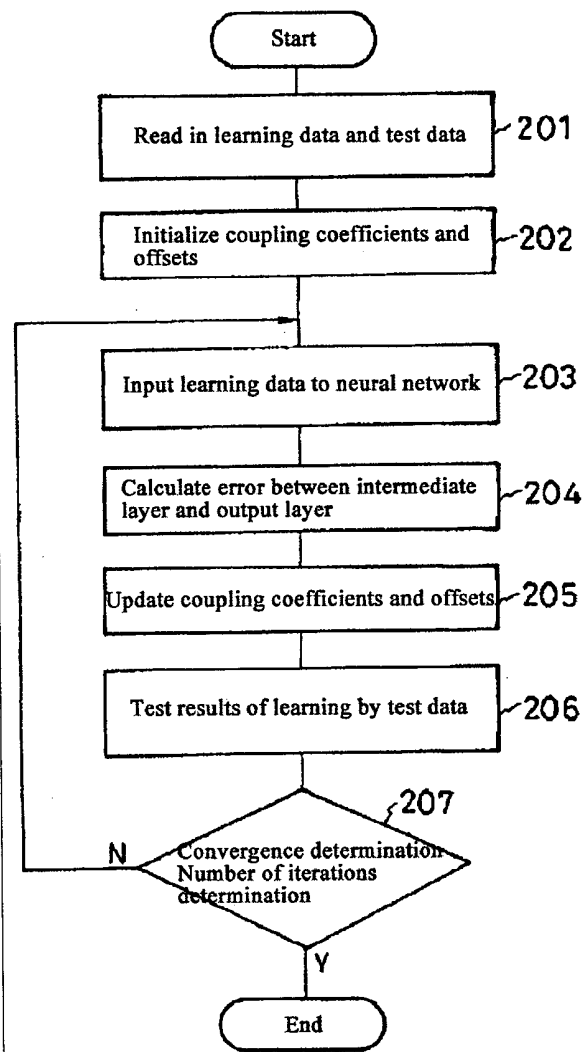 Start
Read in learning data and test data
201
Initialize coupling coefficients and
offsets
202
Input learning data to neural network
203
Calculate error between intermediate
layer and output layer
204
Update coupling coefficients and offsets
205
Test results of learning by test data
206
207
N
Convergence determination
Number of iterations
determination
Y
End